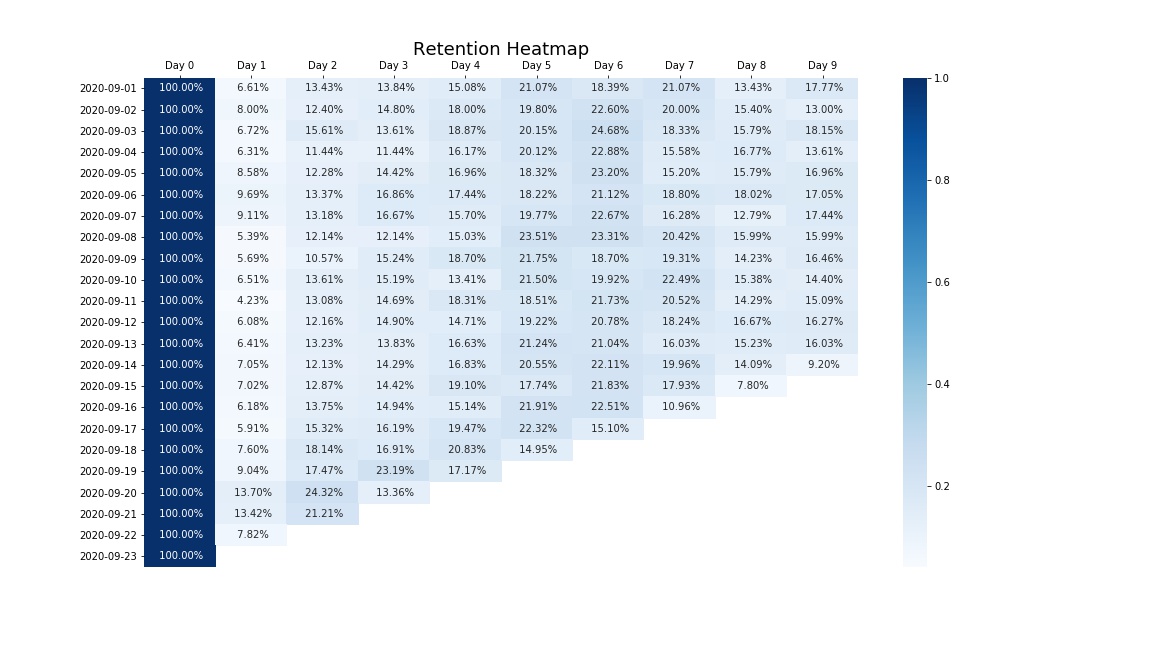 Retention Heatmap
Day 0 Day 1 Day 2 Day 3 Day 4 Day 5 Day 6 Day 7 Day 8 Day 9
2020-09-01 100.00% 6.61% 13.43% 13.84% 15.08% 21.07% 18.39% 21.07% 13.43% 17.77%
2020-09-02 100.00% 8.00% 12.40% 14.80% 18.00% 19.80% 22.60% 20.00% 15.40% 13.00%
2020-09-03 100.00% 6.72% 15.61% 13.61% 18.87% 20.15% 24.68% 18.33% 15.79% 18.15%
2020-09-04 100.00% 6.31% 11.44% 11.44% 16.17% 20.12% 22.88% 15.58% 16.77% 13.61%
2020-09-05 100.00% 8.58% 12.28% 14.42% 16.96% 18.32% 23.20% 15.20% 15.79% 16.96%
2020-09-06 100.00% 9.69% 13.37% 16.86% 17.44% 18.22% 21.12% 18.80% 18.02% 17.05%
2020-09-07 100.00% 9.11% 13.18% 16.67% 15.70% 19.77% 22.67% 16.28% 12.79% 17.44%
2020-09-08 100.00% 5.39% 12.14% 12.14% 15.03% 23.51% 23.31% 20.42% 15.99% 15.99%
2020-09-09 100.00% 5.69% 10.57% 15.24% 18.70% 21.75% 18.70% 19.31% 14.23% 16.46%
2020-09-10 100.00% 6.51% 13.61% 15.19% 13.41% 21.50% 19.92% 22.49% 15.38% 14.40%
2020-09-11 100.00% 4.23% 13.08% 14.69% 18.31% 18.51% 21.73% 20.52% 14.29% 15.09%
2020-09-12 100.00% 6.08% 12.16% 14.90% 14.71% 19.22% 20.78% 18.24% 16.67% 16.27%
2020-09-13 100.00% 6.41% 13.23% 13.83% 16.63% 21.24% 21.04% 16.03% 15.23% 16.03%
2020-09-14 100.00% 7.05% 12.13% 14.29% 16.83% 20.55% 22.11% 19.96% 14.09% 9.20%
2020-09-15 100.00% 7.02% 12.87% 14.42% 19.10% 17.74% 21.83% 17.93% 7.80%
2020-09-16 100.00% 6.18% 13.75% 14.94% 15.14% 21.91% 22.51% 10.96%
2020-09-17 100.00% 5.91% 15.32% 16.19% 19.47% 22.32% 15.10%
2020-09-18 100.00% 7.60% 18.14% 16.91% 20.83% 14.95%
2020-09-19 100.00% 9.04% 17.47% 23.19% 17.17%
2020-09-20 100.00% 13.70% 24.32% 13.36%
2020-09-21 100.00% 13.42% 21.21%
2020-09-22 100.00% 7.82%
2020-09-23 100.00%
1.0
0.8
0.6
0.4
0.2